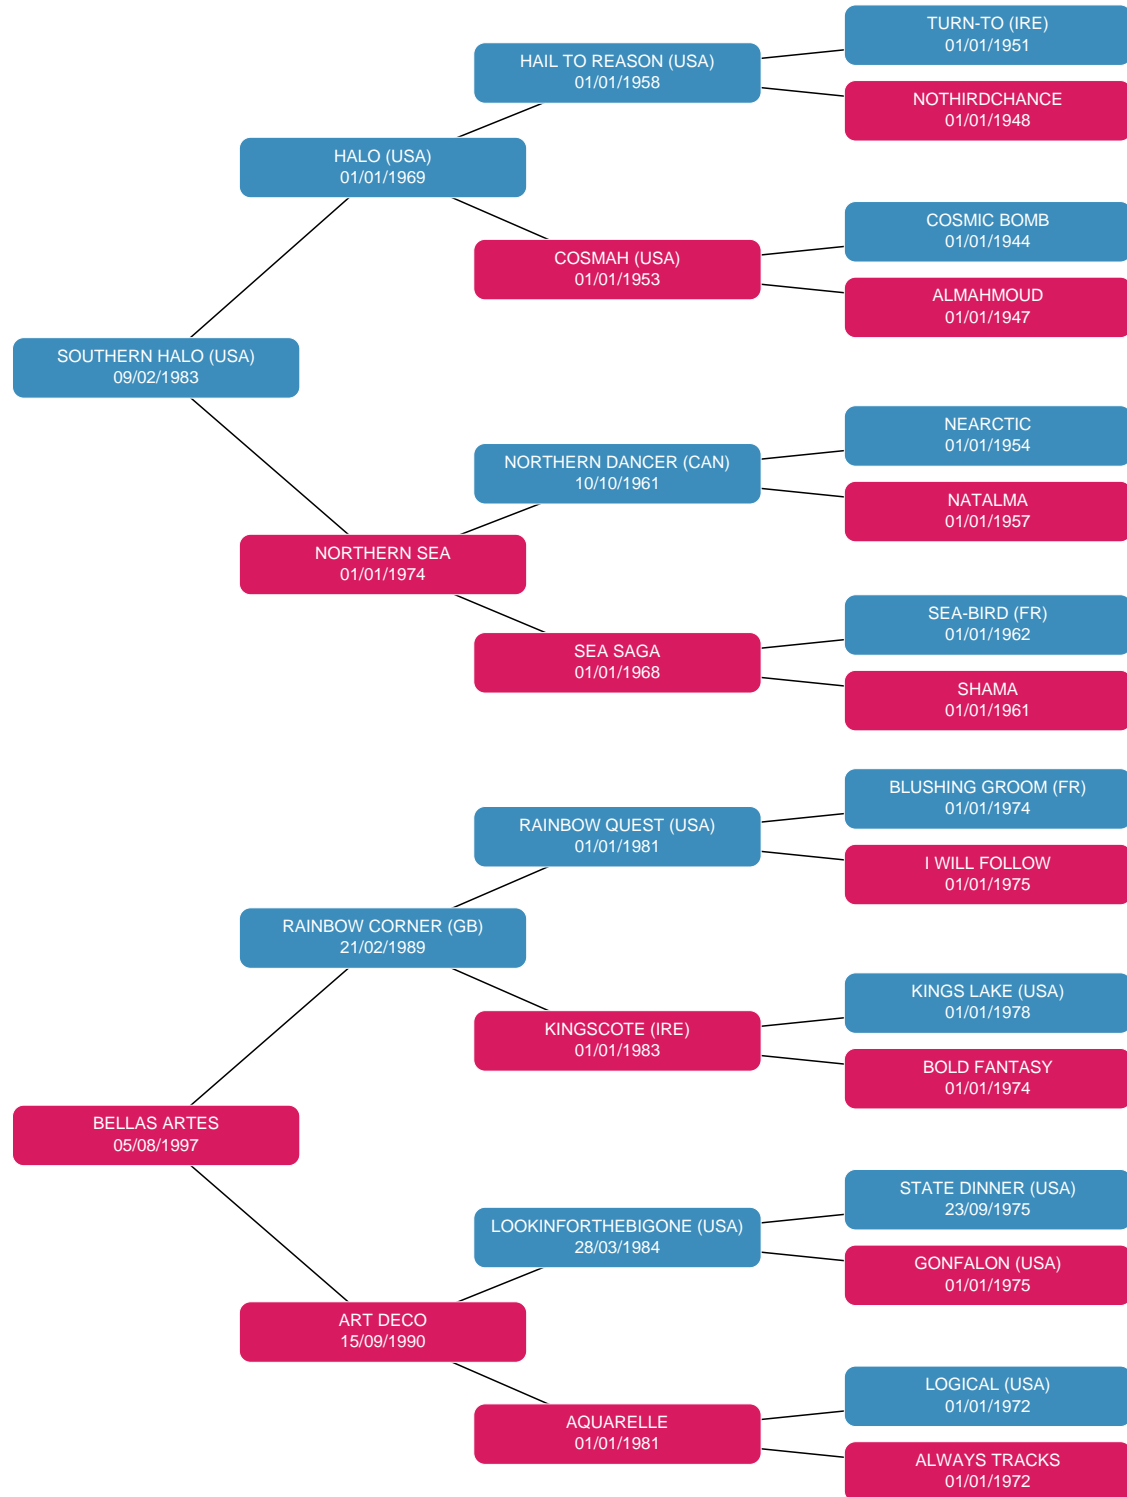 TURN-TO (IRE)
01/01/1951
HAIL TO REASON (USA)
01/01/1958
NOTHIRDCHANCE
01/01/1948
HALO (USA)
01/01/1969
COSMIC BOMB
01/01/1944
COSMAH (USA)
01/01/1953
ALMAHMOUD
01/01/1947
SOUTHERN HALO (USA)
09/02/1983
NEARCTIC
01/01/1954
NORTHERN DANCER (CAN)
10/10/1961
NATALMA
01/01/1957
NORTHERN SEA
01/01/1974
SEA-BIRD (FR)
01/01/1962
SEA SAGA
01/01/1968
SHAMA
01/01/1961
BLUSHING GROOM (FR)
01/01/1974
RAINBOW QUEST (USA)
01/01/1981
I WILL FOLLOW
01/01/1975
RAINBOW CORNER (GB)
21/02/1989
KINGS LAKE (USA)
01/01/1978
KINGSCOTE (IRE)
01/01/1983
BOLD FANTASY
01/01/1974
BELLAS ARTES
05/08/1997
STATE DINNER (USA)
23/09/1975
LOOKINFORTHEBIGONE (USA)
28/03/1984
GONFALON (USA)
01/01/1975
ART DECO
15/09/1990
LOGICAL (USA)
01/01/1972
AQUARELLE
01/01/1981
ALWAYS TRACKS
01/01/1972